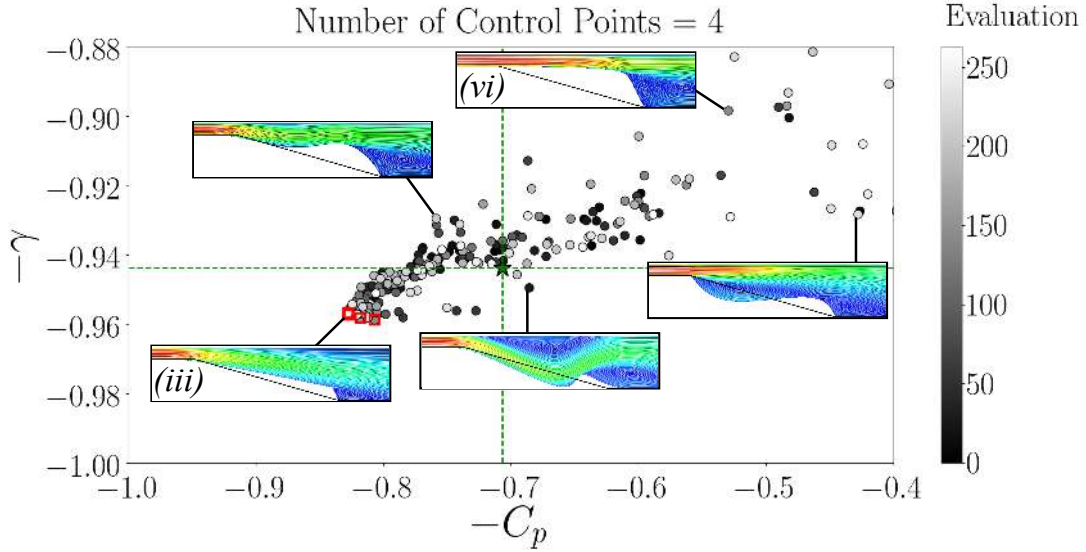 Number of Control Points = 4
Evaluation
−0.88
−0.90
−0.92
−0.94
−0.96
−0.98
−1.00
−γ
(vi)
(iii)
−1.0 −0.9 −0.8 −0.7 −0.6 −0.5 −0.4
−C_p
250
200
150
100
50
0